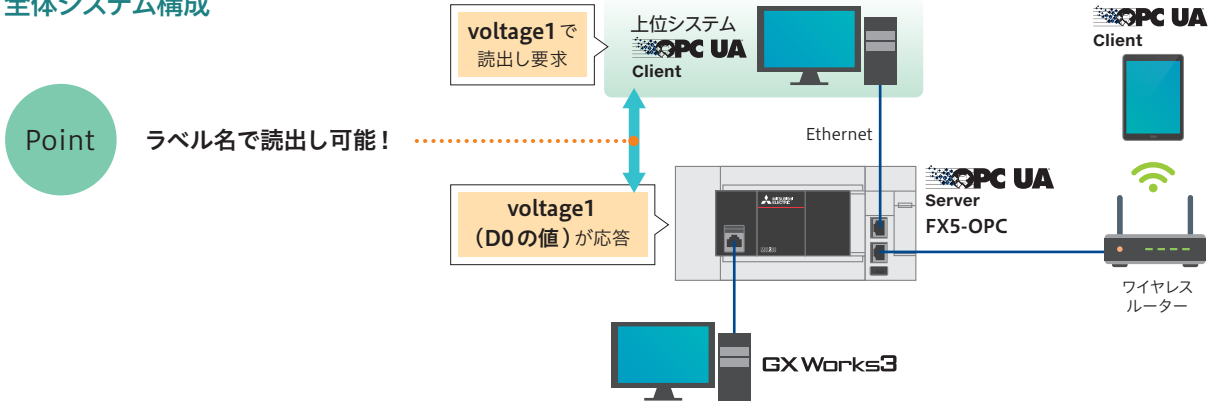 全体システム構成
voltage1で
読出し要求
上位システム
OPC UA
Client
OPC UA
Client
Point
ラベル名で読出し可能！
Ethernet
voltage1
（D0の値）が応答
MITSUBISHI
ELECTRIC
OPC UA
Server
FX5-OPC
ワイヤレス
ルーター
GX Works3